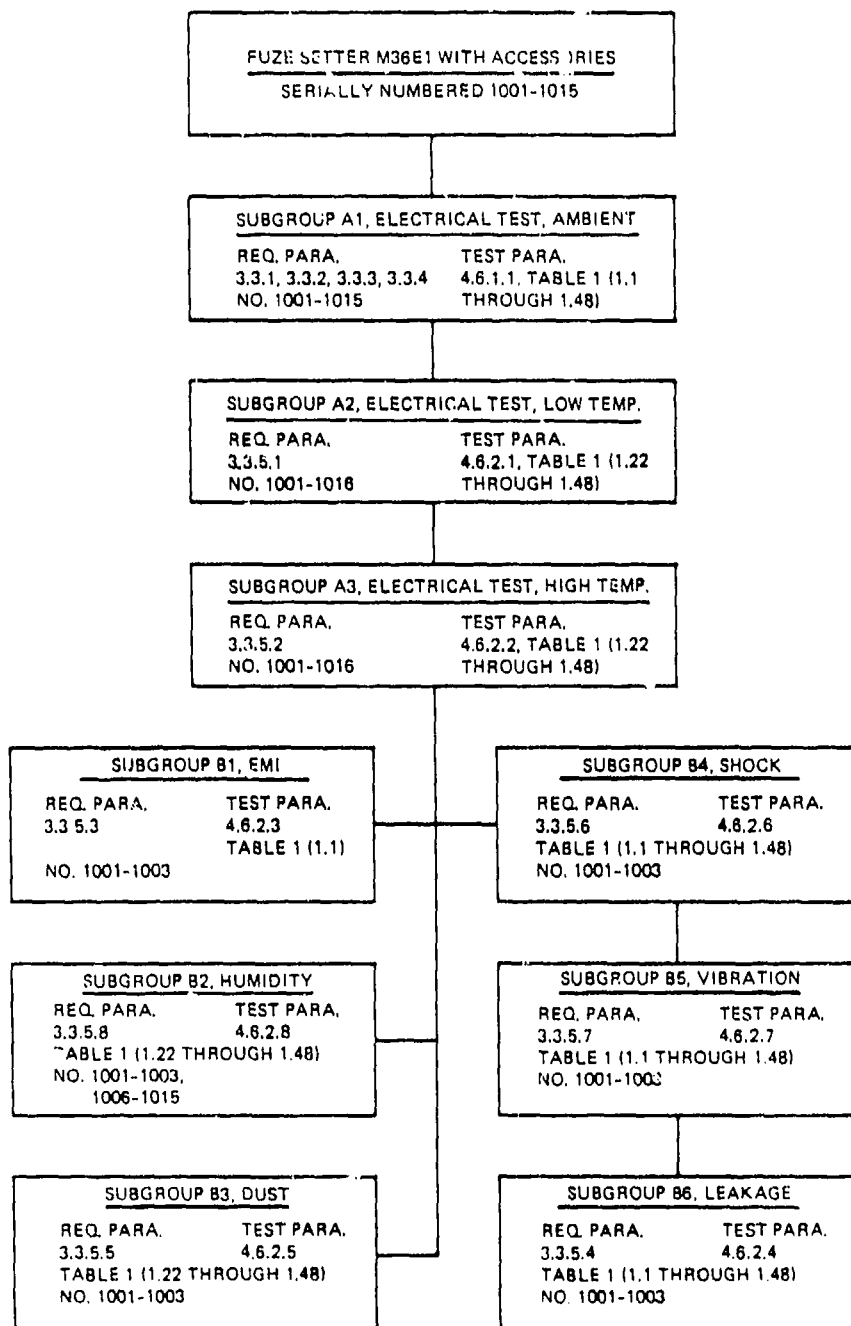 FUZE SETTER M36E1 WITH ACCESSORIES
SERIALLY NUMBERED 1001-1015
SUBGROUP A1, ELECTRICAL TEST, AMBIENT
REQ. PARA. TEST PARA.
3.3.1, 3.3.2, 3.3.3, 3.3.4 4.6.1.1, TABLE 1 (1.1
NO. 1001-1015 THROUGH 1.48)
SUBGROUP A2, ELECTRICAL TEST, LOW TEMP.
REQ. PARA. TEST PARA.
3.3.5.1 4.6.2.1, TABLE 1 (1.22
NO. 1001-1016 THROUGH 1.48)
SUBGROUP A3, ELECTRICAL TEST, HIGH TEMP.
REQ. PARA. TEST PARA.
3.3.5.2 4.6.2.2, TABLE 1 (1.22
NO. 1001-1016 THROUGH 1.48)
SUBGROUP B1, EMI
REQ. PARA. TEST PARA.
3.3 5.3 4.6.2.3
TABLE 1 (1.1)
NO. 1001-1003
SUBGROUP B2, HUMIDITY
REQ. PARA. TEST PARA.
3.3.5.8 4.6.2.8
TABLE 1 (1.22 THROUGH 1.48)
NO. 1001-1003,
1006-1015
SUBGROUP B3, DUST
REQ. PARA. TEST PARA.
3.3.5.5 4.6.2.5
TABLE 1 (1.22 THROUGH 1.48)
NO. 1001-1003
SUBGROUP B4, SHOCK
REQ. PARA. TEST PARA.
3.3.5.6 4.6.2.6
TABLE 1 (1.1 THROUGH 1.48)
NO. 1001-1003
SUBGROUP B5, VIBRATION
REQ. PARA. TEST PARA.
3.3.5.7 4.6.2.7
TABLE 1 (1.1 THROUGH 1.48)
NO. 1001-1003
SUBGROUP B6, LEAKAGE
REQ. PARA. TEST PARA.
3.3.5.4 4.6.2.4
TABLE 1 (1.1 THROUGH 1.48)
NO. 1001-1003